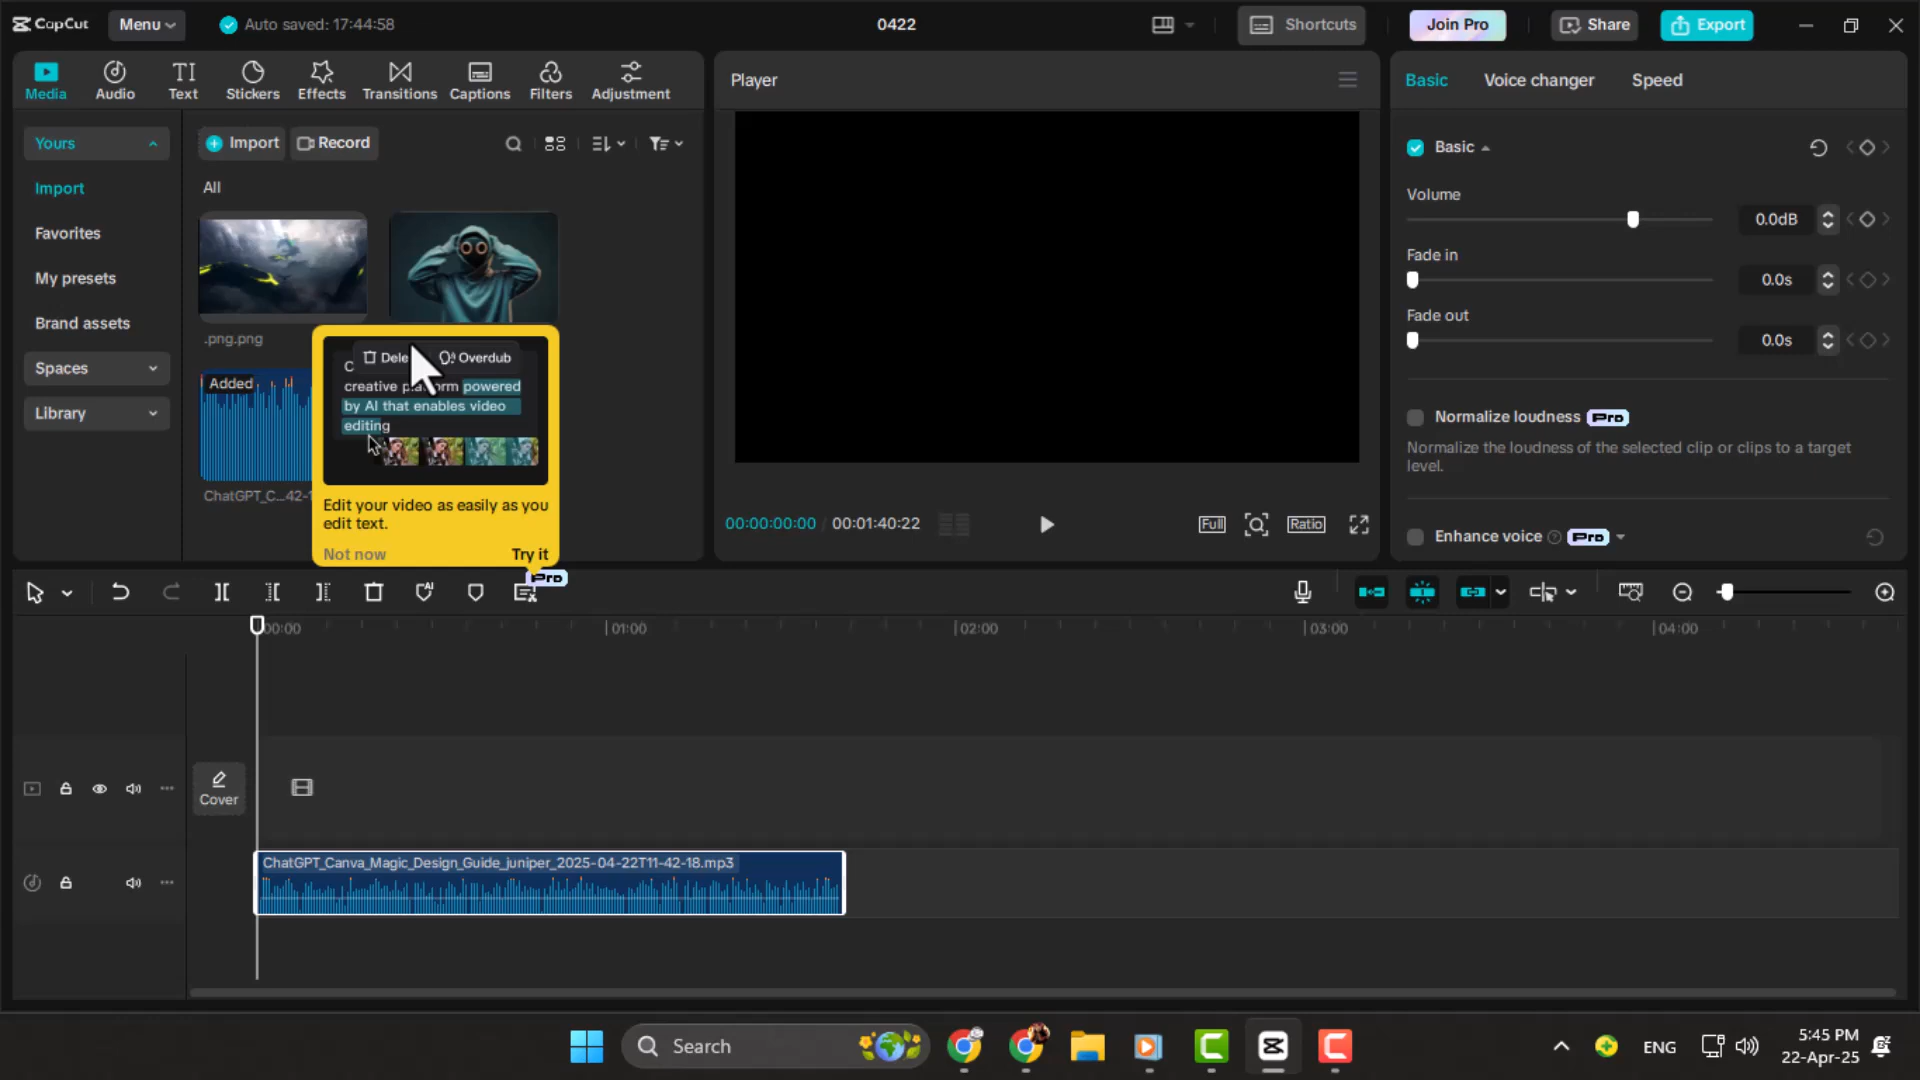 CapCut
Menu
Auto saved: 17:44:58
0422
Shortcuts
Join Pro
Share
Export
Media
Audio
TI
Text
Stickers
Effects
Transitions
Captions
Filters
Adjustment
Player
Basic
Voice changer
Speed
Yours
Import
Record
Import
Favorites
My presets
Brand assets
Spaces
Library
All
.png.png
Added
ChatGPT_C...42-1
Overdub
creative
powered
by AI that enables video
editing
Edit your video as easily as you
edit text.
Not now
Try it
Pro
00:00:00:00
00:01:40:22
Full
Ratio
Basic
Volume
0.0dB
Fade in
0.0s
Fade out
0.0s
Normalize loudness
Pro
Normalize the loudness of the selected clip or clips to a target
level.
Enhance voice
Pro
00:00
01:00
02:00
03:00
04:00
Cover
ChatGPT_Canva_Magic_Design_Guide_juniper_2025-04-22T11-42-18.mp3
Search
ENG
5:45 PM
22-Apr-25